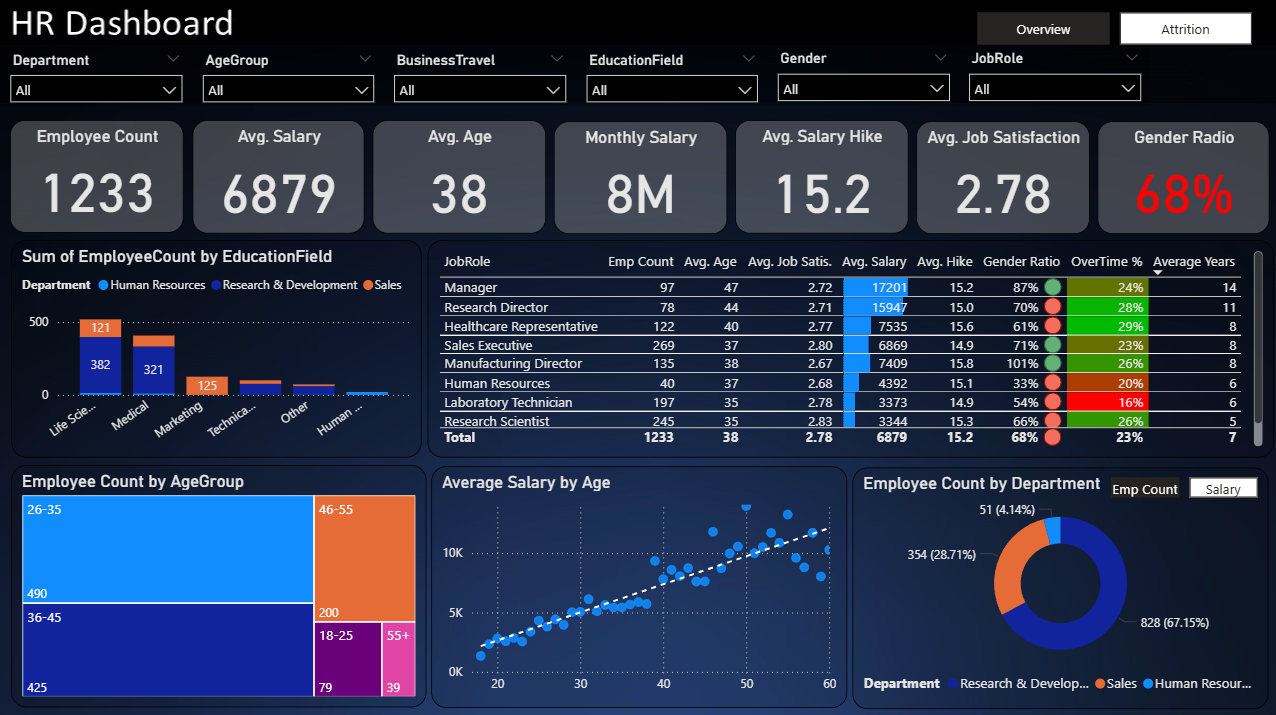 HR Dashboard
Overview
Attrition
Department
AgeGroup
BusinessTravel
EducationField
Gender
JobRole
All
All
All
All
All
All
Employee Count
1233
Avg. Salary
6879
Avg. Age
38
Monthly Salary
8M
Avg. Salary Hike
15.2
Avg. Job Satisfaction
2.78
Gender Radio
68%
Sum of EmployeeCount by EducationField
Department Human Resources Research & Development Sales
500
0
121
382
321
125
Life Scie...
Medical
Marketing
Technica...
Other
Human ...
JobRole Emp Count Avg. Age Avg. Job Satis. Avg. Salary Avg. Hike Gender Ratio OverTime % Average Years
Manager 97 47 2.72 17201 15.2 87% 24% 14
Research Director 78 44 2.71 15947 15.0 70% 28% 11
Healthcare Representative 122 40 2.77 7535 15.6 61% 29% 8
Sales Executive 269 37 2.80 6869 14.9 71% 23% 8
Manufacturing Director 135 38 2.67 7409 15.8 101% 26% 8
Human Resources 40 37 2.68 4392 15.1 33% 20% 6
Laboratory Technician 197 35 2.78 3373 14.9 54% 16% 6
Research Scientist 245 35 2.83 3344 15.3 66% 26% 5
Total 1233 38 2.78 6879 15.2 68% 23% 7
Employee Count by AgeGroup
26-35
490
36-45
425
46-55
200
18-25
79
55+
39
Average Salary by Age
10K
5K
0K
20 30 40 50 60
Employee Count by Department
Emp Count
Salary
51 (4.14%)
354 (28.71%)
828 (67.15%)
Department Research & Develop... Sales Human Resour...